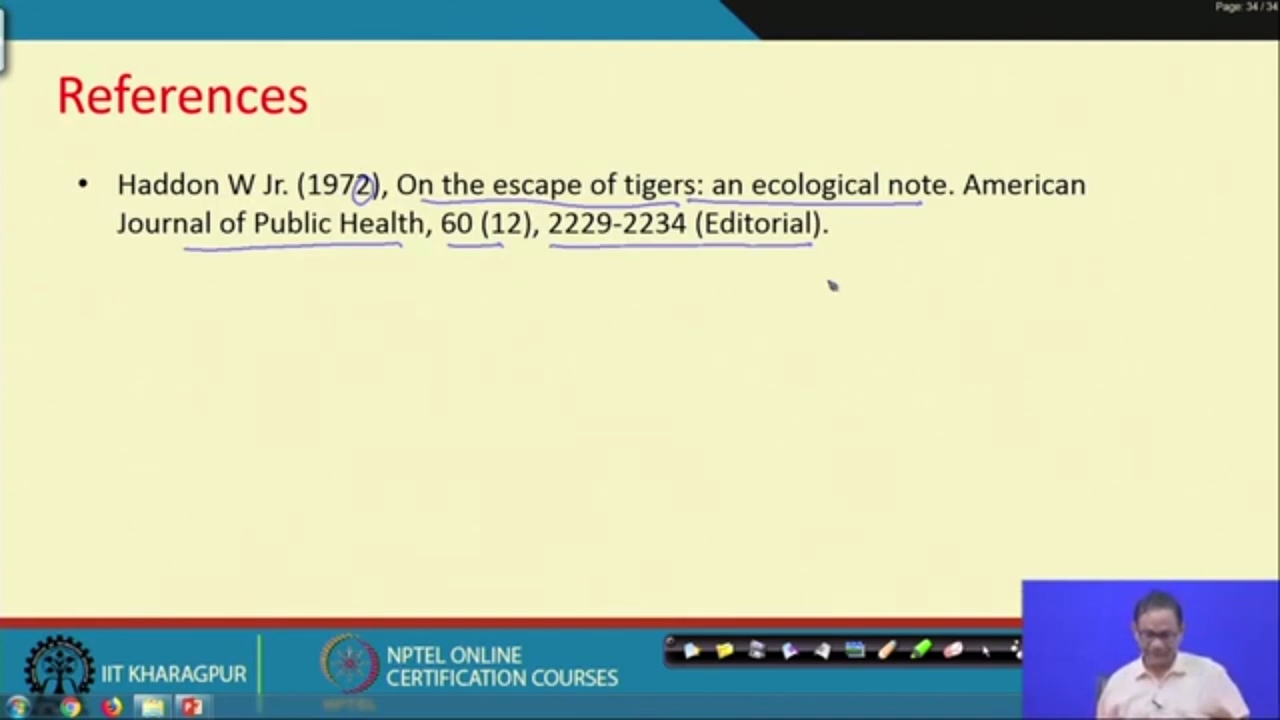 Page: 34 / 34
References
• Haddon W Jr. (1972), On the escape of tigers: an ecological note. American
Journal of Public Health, 60 (12), 2229-2234 (Editorial).
IIT KHARAGPUR
NPTEL ONLINE
CERTIFICATION COURSES